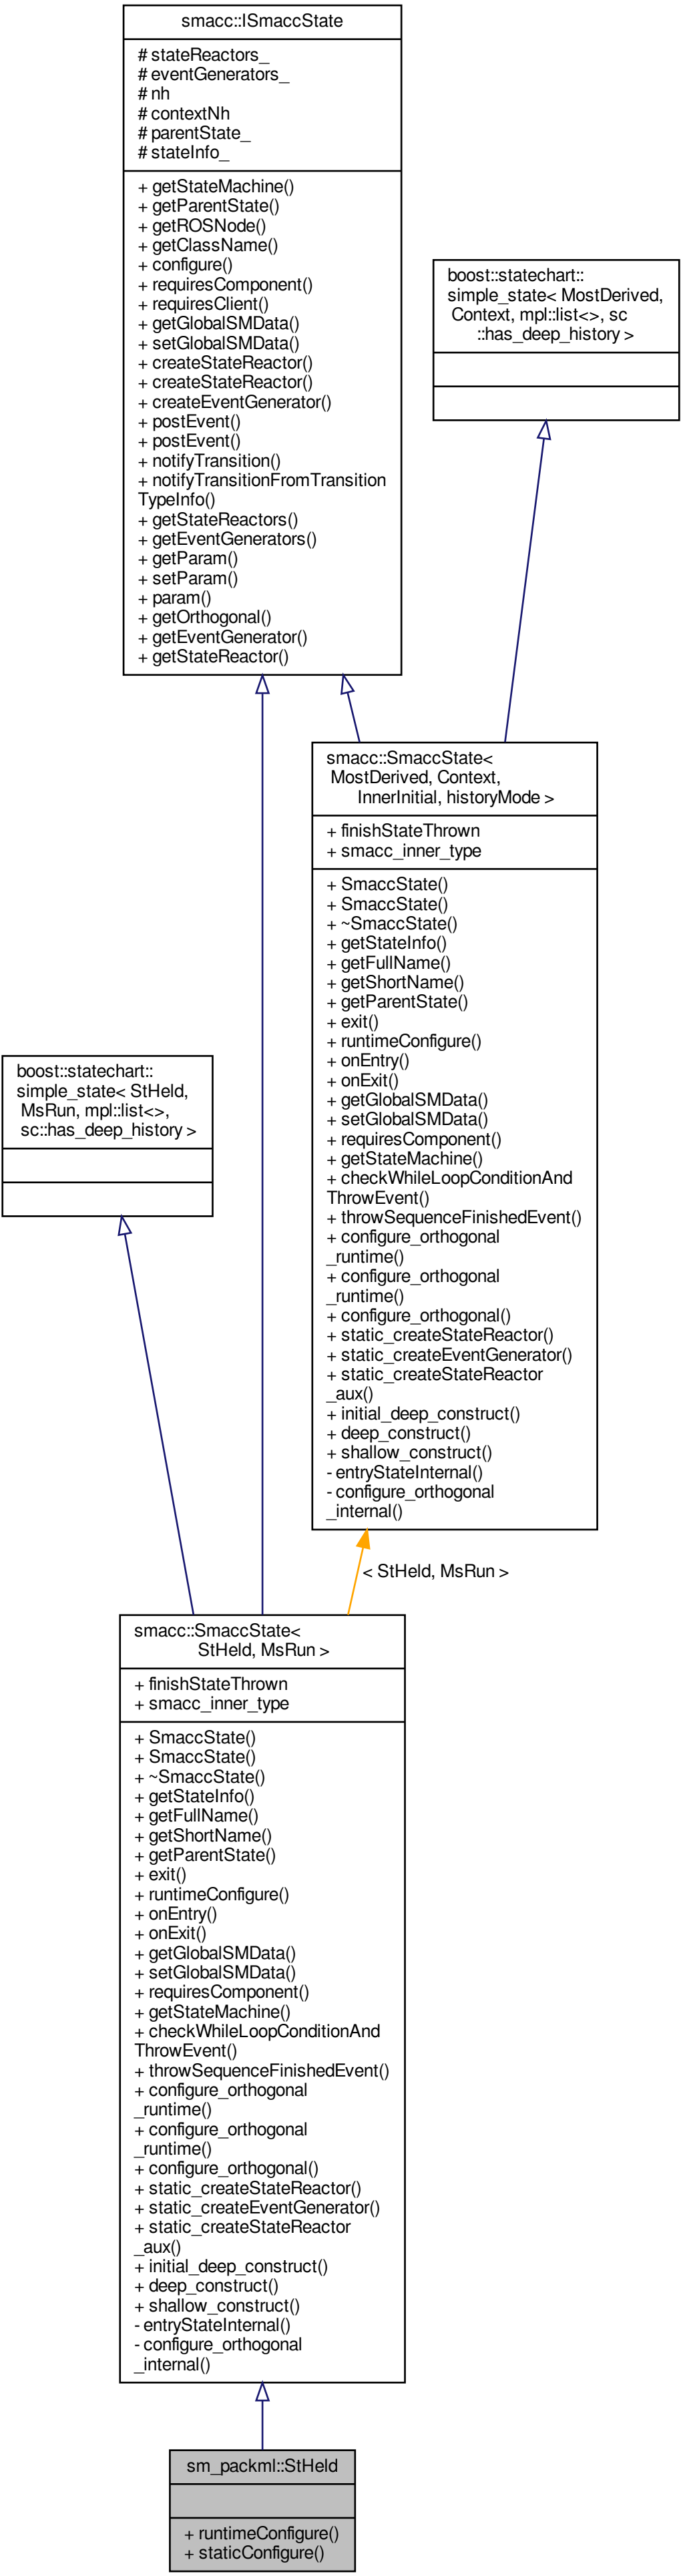 smacc::ISmaccState
# stateReactors_
# eventGenerators_
# nh
# contextNh
# parentState_
# stateInfo_
+ getStateMachine()
+ getParentState()
+ getROSNode()
+ getClassName()
+ configure()
+ requiresComponent()
+ requiresClient()
+ getGlobalSMData()
+ setGlobalSMData()
+ createStateReactor()
+ createStateReactor()
+ createEventGenerator()
+ postEvent()
+ postEvent()
+ notifyTransition()
+ notifyTransitionFromTransition
TypeInfo()
+ getStateReactors()
+ getEventGenerators()
+ getParam()
+ setParam()
+ param()
+ getOrthogonal()
+ getEventGenerator()
+ getStateReactor()
boost::statechart::
simple_state< MostDerived,
Context, mpl::list<>, sc
::has_deep_history >
smacc::SmaccState<
MostDerived, Context,
InnerInitial, historyMode >
+ finishStateThrown
+ smacc_inner_type
+ SmaccState()
+ SmaccState()
+ ~SmaccState()
+ getStateInfo()
+ getFullName()
+ getShortName()
+ getParentState()
+ exit()
+ runtimeConfigure()
+ onEntry()
+ onExit()
+ getGlobalSMData()
+ setGlobalSMData()
+ requiresComponent()
+ getStateMachine()
+ checkWhileLoopConditionAnd
ThrowEvent()
+ throwSequenceFinishedEvent()
+ configure_orthogonal
_runtime()
+ configure_orthogonal
_runtime()
+ configure_orthogonal()
+ static_createStateReactor()
+ static_createEventGenerator()
+ static_createStateReactor
_aux()
+ initial_deep_construct()
+ deep_construct()
+ shallow_construct()
- entryStateInternal()
- configure_orthogonal
_internal()
boost::statechart::
simple_state< StHeld,
MsRun, mpl::list<>,
sc::has_deep_history >
< StHeld, MsRun >
smacc::SmaccState<
StHeld, MsRun >
+ finishStateThrown
+ smacc_inner_type
+ SmaccState()
+ SmaccState()
+ ~SmaccState()
+ getStateInfo()
+ getFullName()
+ getShortName()
+ getParentState()
+ exit()
+ runtimeConfigure()
+ onEntry()
+ onExit()
+ getGlobalSMData()
+ setGlobalSMData()
+ requiresComponent()
+ getStateMachine()
+ checkWhileLoopConditionAnd
ThrowEvent()
+ throwSequenceFinishedEvent()
+ configure_orthogonal
_runtime()
+ configure_orthogonal
_runtime()
+ configure_orthogonal()
+ static_createStateReactor()
+ static_createEventGenerator()
+ static_createStateReactor
_aux()
+ initial_deep_construct()
+ deep_construct()
+ shallow_construct()
- entryStateInternal()
- configure_orthogonal
_internal()
sm_packml::StHeld
+ runtimeConfigure()
+ staticConfigure()